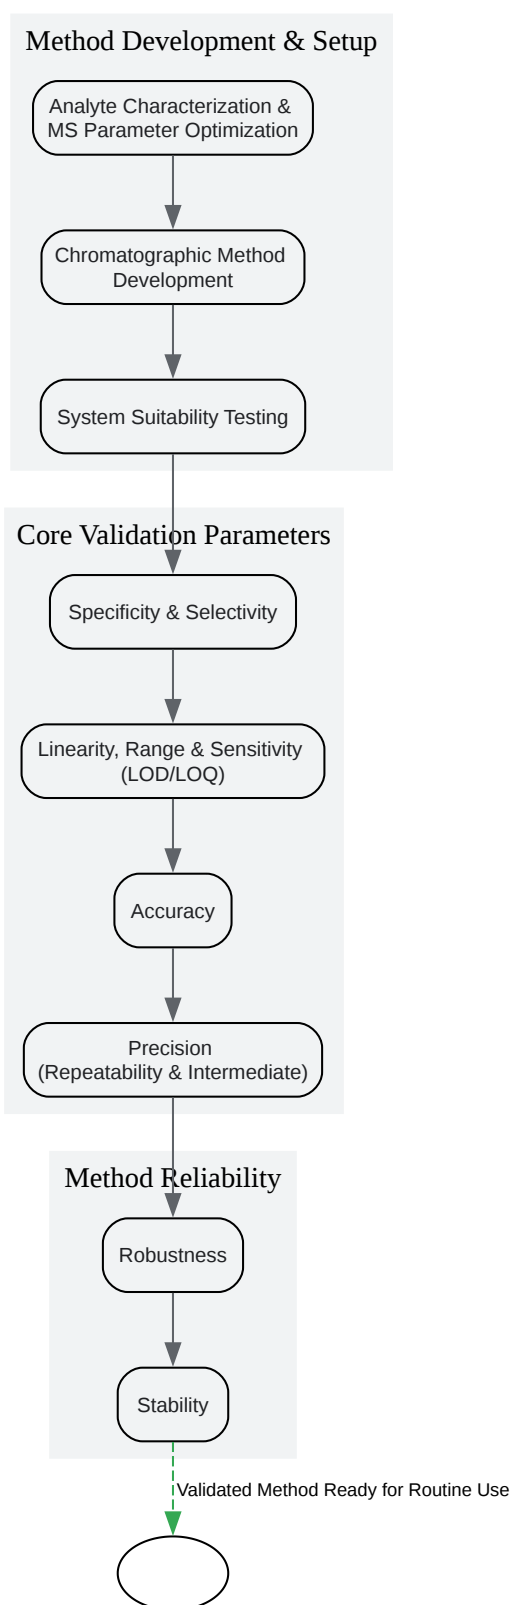 Method Development & Setup
Analyte Characterization &
MS Parameter Optimization
Chromatographic Method
Development
System Suitability Testing
Core Validation Parameters
Specificity & Selectivity
Linearity, Range & Sensitivity
(LOD/LOQ)
Accuracy
Precision
(Repeatability & Intermediate)
Method Reliability
Robustness
Stability
Validated Method Ready for Routine Use